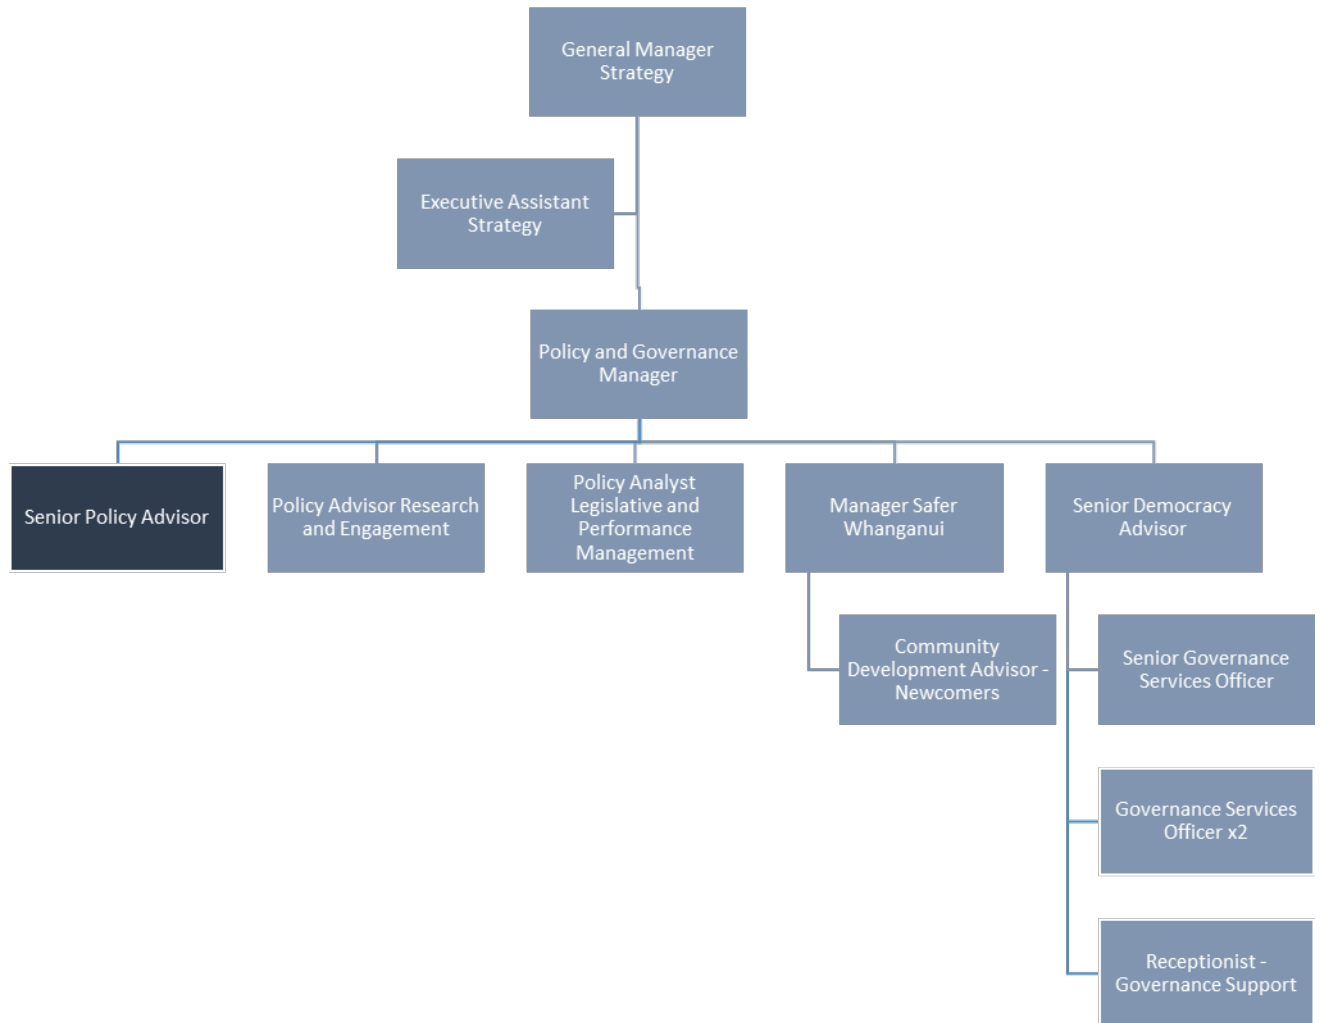 General Manager
Strategy
Executive Assistant
Strategy
Policy and Governance
Manager
Senior Policy Advisor
Policy Advisor Research
and Engagement
Policy Analyst
Legislative and
Performance
Management
Manager Safer
Whanganui
Senior Democracy
Advisor
Community
Development Advisor -
Newcomers
Senior Governance
Services Officer
Governance Services
Officer x2
Receptionist -
Governance Support